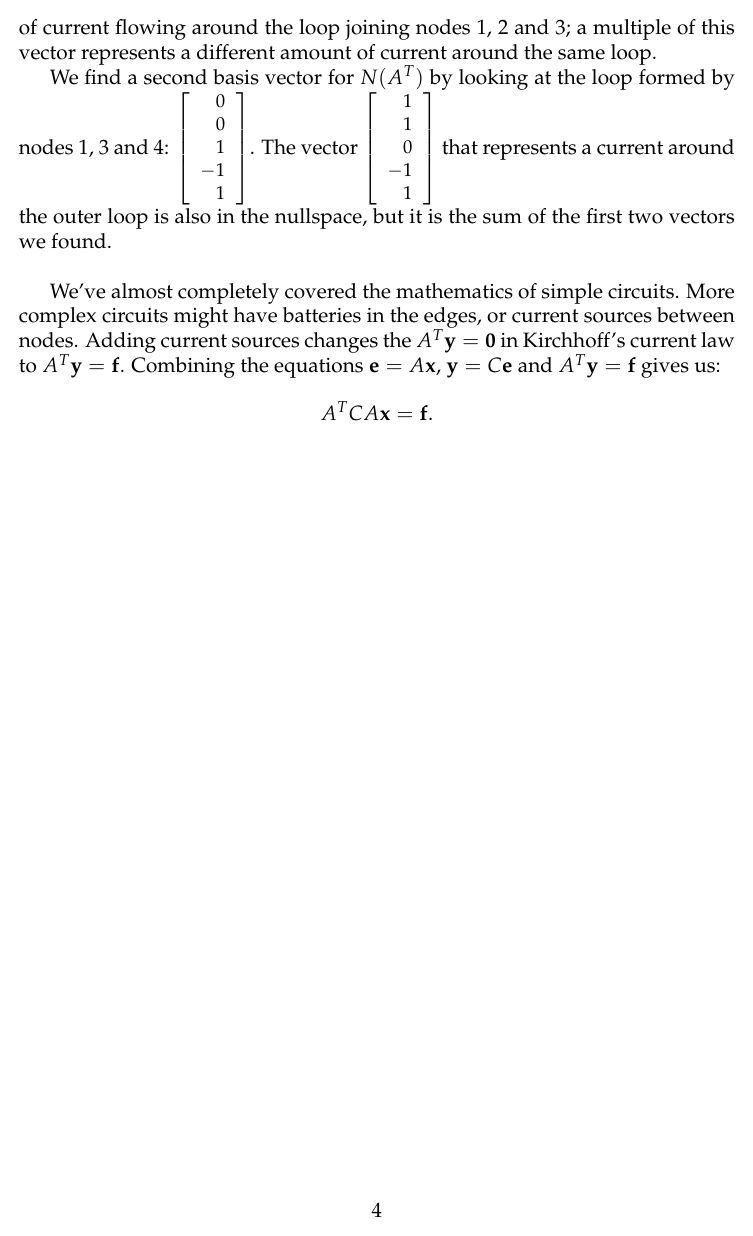 of current flowing around the loop joining nodes 1, 2 and 3; a multiple of this
vector represents a different amount of current around the same loop.
We find a second basis vector for N(Aᵀ) by looking at the loop formed by
nodes 1, 3 and 4: [0 0 1 −1 1]. The vector [1 1 0 −1 1] that represents a current around
the outer loop is also in the nullspace, but it is the sum of the first two vectors
we found.
We’ve almost completely covered the mathematics of simple circuits. More
complex circuits might have batteries in the edges, or current sources between
nodes. Adding current sources changes the Aᵀy = 0 in Kirchhoff’s current law
to Aᵀy = f. Combining the equations e = Ax, y = Ce and Aᵀy = f gives us:
AᵀCAx = f.
4